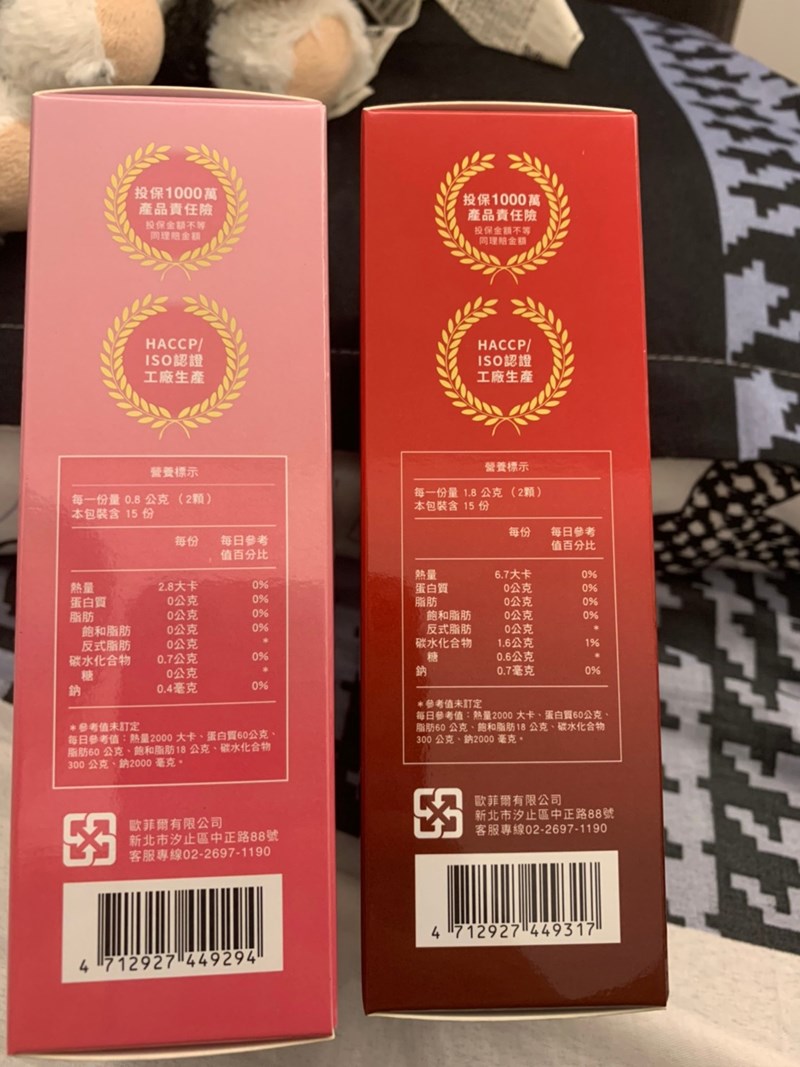 投保1000萬
產品責任險
投保金額不等
同理賠金額
HACCP/
ISO認證
工廠生產
營養標示
每一份量 0.8 公克 (2顆)
本包裝含 15 份
每份 每日參考
值百分比
熱量 2.8大卡 0%
蛋白質 0公克 0%
脂肪 0公克 0%
飽和脂肪 0公克 0%
反式脂肪 0公克 *
碳水化合物 0.7公克 0%
糖 0公克 *
鈉 0.4毫克 0%
*參考值未訂定
每日參考值:熱量2000 大卡、蛋白質60公克、
脂肪60 公克、飽和脂肪18 公克、碳水化合物
300 公克、鈉2000 毫克。
歐菲爾有限公司
新北市汐止區中正路88號
客服專線02-2697-1190
4 712927 449294
投保1000萬
產品責任險
投保金額不等
同理賠金額
HACCP/
ISO認證
工廠生產
營養標示
每一份量 1.8 公克 (2顆)
本包裝含 15 份
每份 每日參考
值百分比
熱量 6.7大卡 0%
蛋白質 0公克 0%
脂肪 0公克 0%
飽和脂肪 0公克 0%
反式脂肪 0公克 *
碳水化合物 1.6公克 1%
糖 0.6公克 *
鈉 0.7毫克 0%
*參考值未訂定
每日參考值:熱量2000 大卡、蛋白質60公克、
脂肪60 公克、飽和脂肪18 公克、碳水化合物
300 公克、鈉2000 毫克。
歐菲爾有限公司
新北市汐止區中正路88號
客服專線02-2697-1190
4 712927 449317